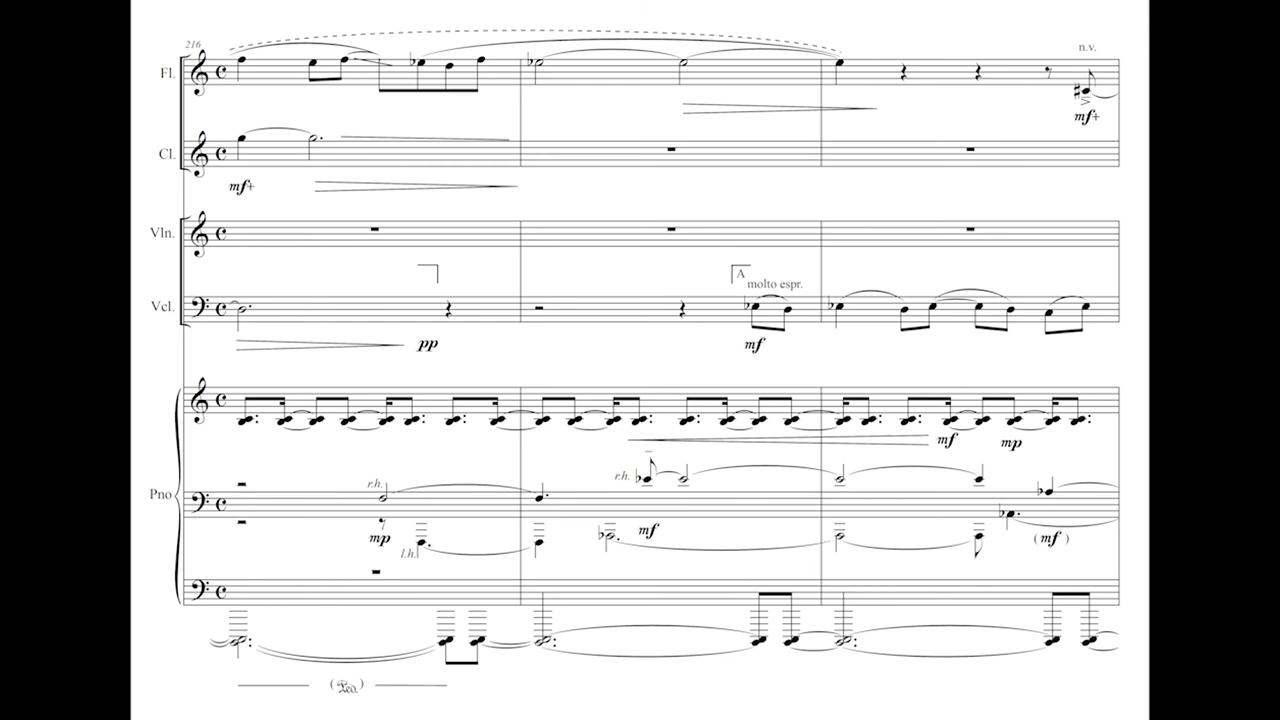 216
n.v.
Fl.
mf+
Cl.
mf+
Vln.
A
molto espr.
Vcl.
pp
mf
mf
mp
r.h.
r.h.
Pno
mp
mf
(mf)
l.h.
(Ped.)